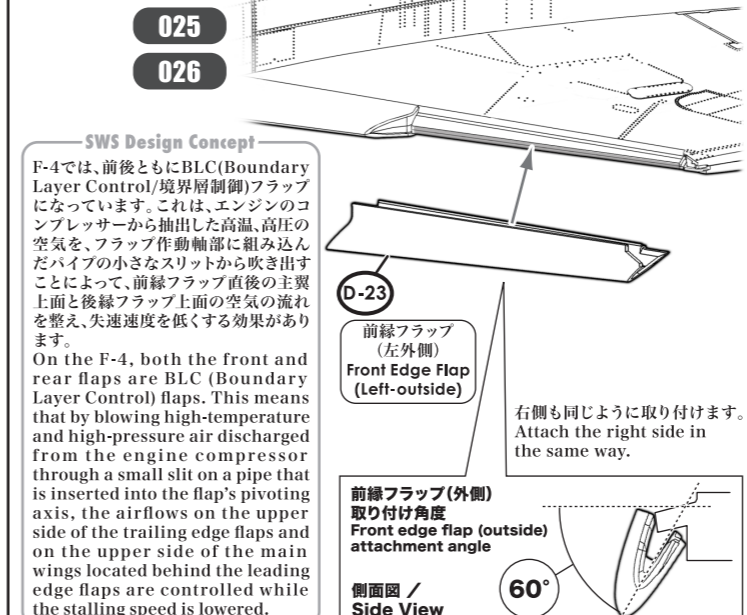 025
026
SWS Design Concept
F-4では、前後ともにBLC(Boundary
Layer Control/境界層制御)フラップ
になっています。これは、エンジンのコ
ンプレッサーから抽出した高温、高圧の
空気を、フラップ作動軸部に組み込ん
だパイプの小さなスリットから吹き出す
ことによって、前縁フラップ直後の主翼
上面と後縁フラップ上面の空気の流れ
を整え、失速速度を低くする効果があり
ます。
On the F-4, both the front and
rear flaps are BLC (Boundary
Layer Control) flaps. This means
that by blowing high-temperature
and high-pressure air discharged
from the engine compressor
through a small slit on a pipe that
is inserted into the flap's pivoting
axis, the airflows on the upper
side of the trailing edge flaps and
on the upper side of the main
wings located behind the leading
edge flaps are controlled while
the stalling speed is lowered.
D-23
前縁フラップ
(左外側)
Front Edge Flap
(Left-outside)
右側も同じように取り付けます。
Attach the right side in
the same way.
前縁フラップ(外側)
取り付け角度
Front edge flap (outside)
attachment angle
側面図 /
Side View
60°